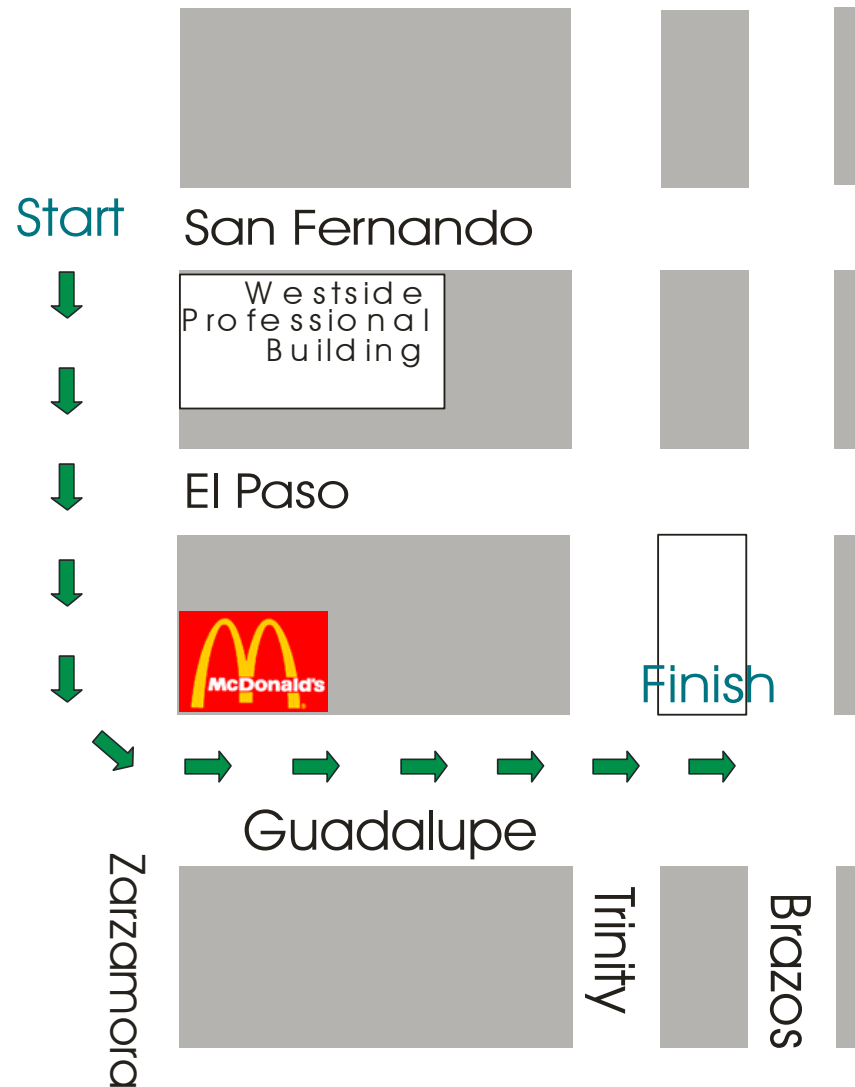 Start
San Fernando
Westside
Professional
Building
El Paso
McDonald's
Finish
Guadalupe
Zarzamora
Trinity
Brazos